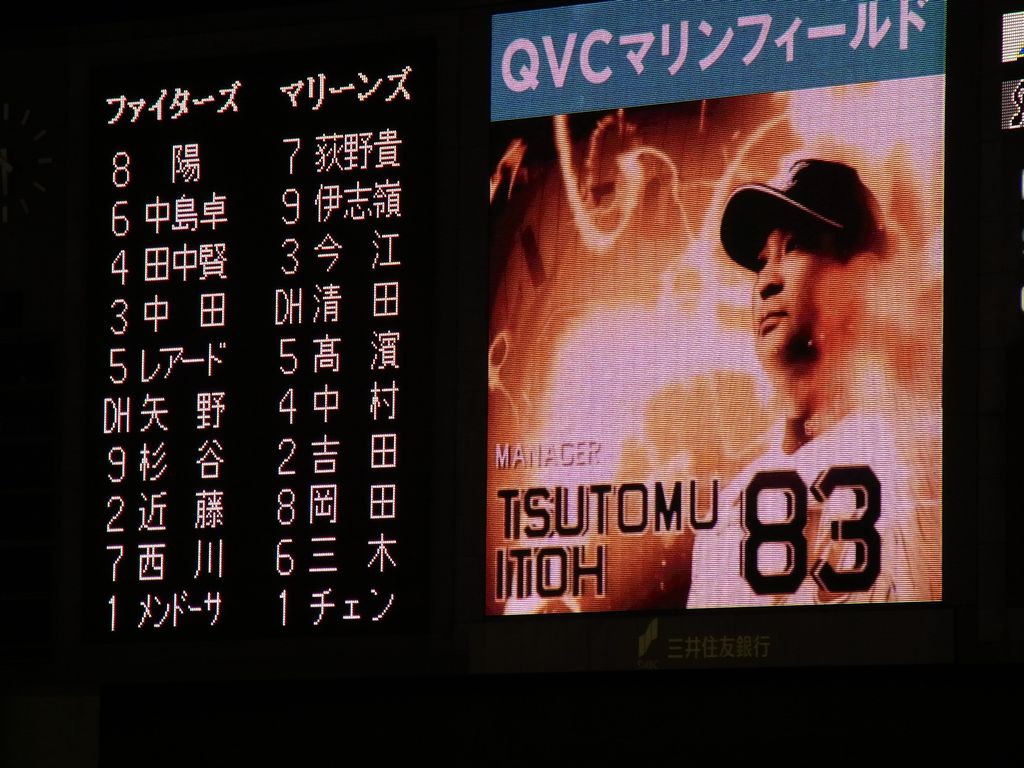 ファイターズ マリーンズ
8 陽 7 荻野貴
6 中島卓 9 伊志嶺
4 田中賢 3 今江
3 中田 DH 清田
5 レアード 5 髙濱
DH 矢野 4 中村
9 杉谷 2 吉田
2 近藤 8 岡田
7 西川 6 三木
1 メンドーサ 1 チェン
QVCマリンフィールド
MANAGER
TSUTOMU
ITOH
83
三井住友銀行
SMBC